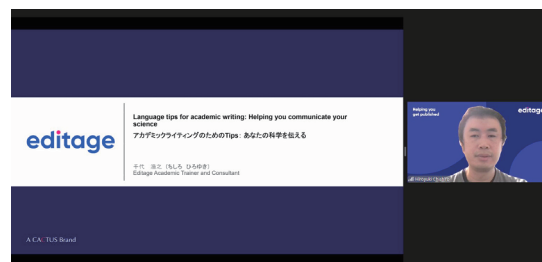 editage
Language tips for academic writing: Helping you communicate your
science
アカデミックライティングのためのTips: あなたの科学を伝える
千代 (ちしろ ひろゆき)
Editage Academic Trainer and Consultant
A CACTUS Brand
Helping you
get published
editage
Hiroyuki